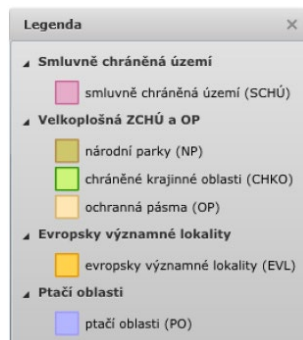 Legenda
Smluvně chráněná území
smluvně chráněná území (SCHÚ)
Velkoplošná ZCHÚ a OP
národní parky (NP)
chráněné krajinné oblasti (CHKO)
ochranná pásma (OP)
Evropsky významné lokality
evropsky významné lokality (EVL)
Ptačí oblasti
ptačí oblasti (PO)